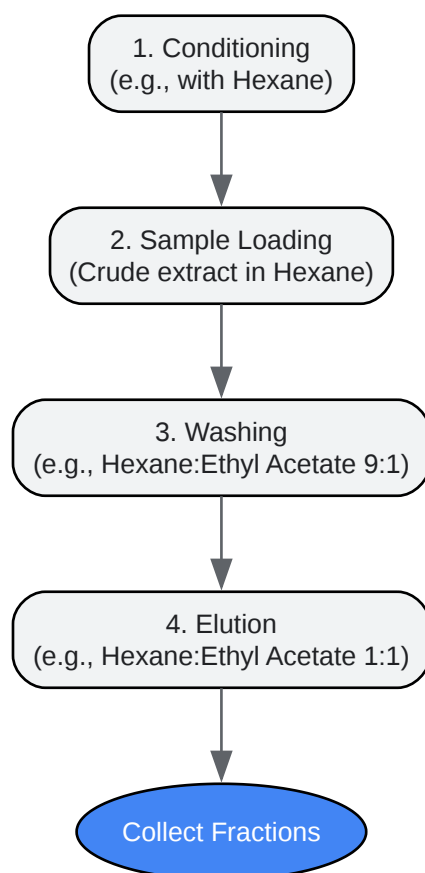 1. Conditioning
(e.g., with Hexane)
2. Sample Loading
(Crude extract in Hexane)
3. Washing
(e.g., Hexane:Ethyl Acetate 9:1)
4. Elution
(e.g., Hexane:Ethyl Acetate 1:1)
Collect Fractions